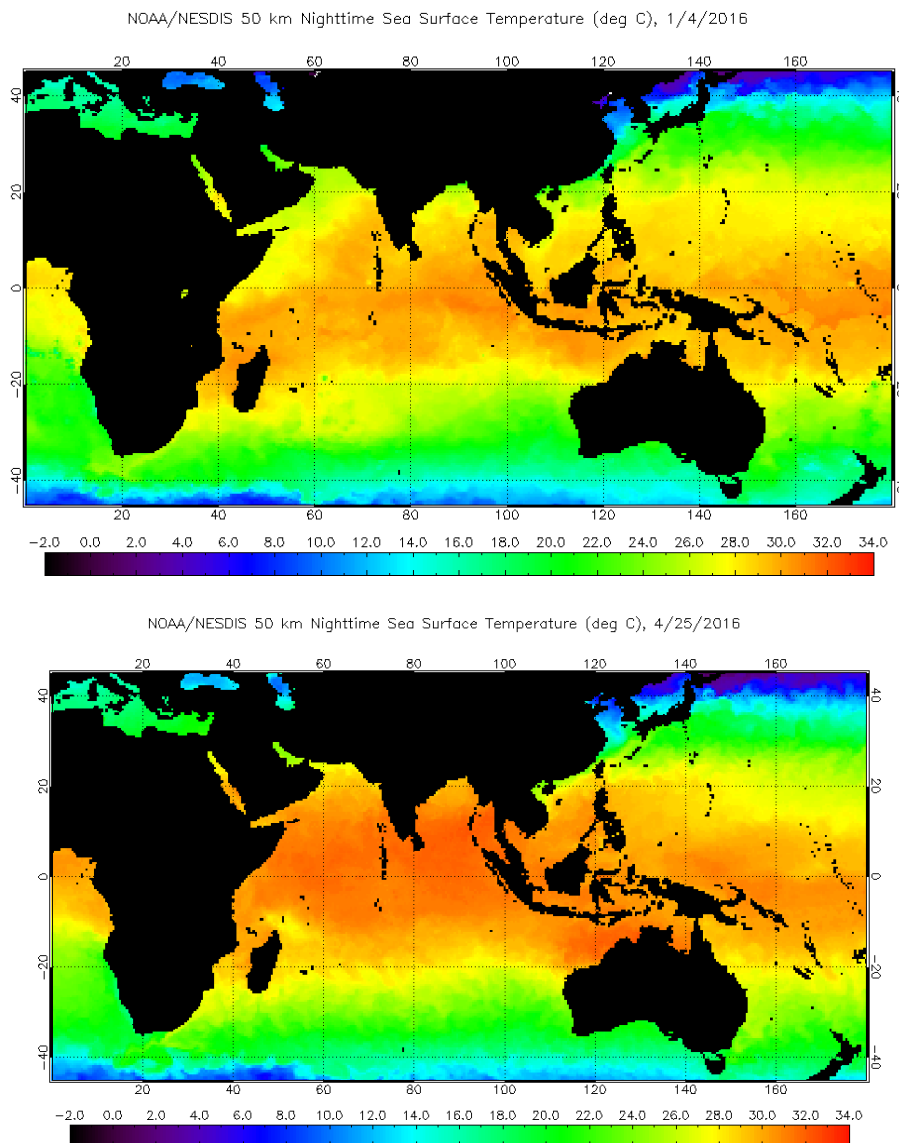 NOAA/NESDIS 50 km Nighttime Sea Surface Temperature (deg C), 1/4/2016
20 40 60 80 100 120 140 160
40
20
0
-20
-40
20 40 60 80 100 120 140 160
-2.0 0.0 2.0 4.0 6.0 8.0 10.0 12.0 14.0 16.0 18.0 20.0 22.0 24.0 26.0 28.0 30.0 32.0 34.0
NOAA/NESDIS 50 km Nighttime Sea Surface Temperature (deg C), 4/25/2016
20 40 60 80 100 120 140 160
40 40
20 20
0 0
-20 -20
-40 -40
20 40 60 80 100 120 140 160
-2.0 0.0 2.0 4.0 6.0 8.0 10.0 12.0 14.0 16.0 18.0 20.0 22.0 24.0 26.0 28.0 30.0 32.0 34.0